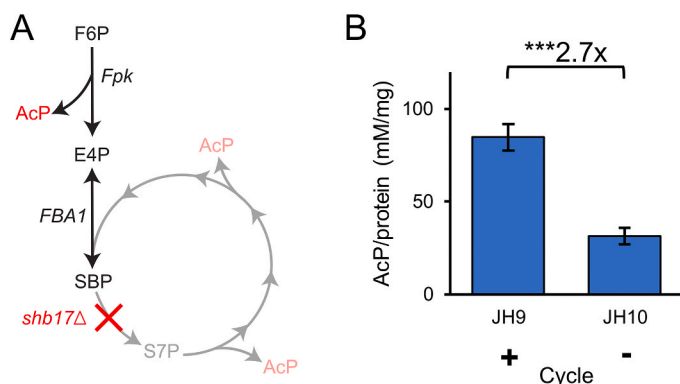 A
F6P
Fpk
AcP
E4P
AcP
FBA1
SBP
shb17Δ
S7P
AcP
B
***2.7x
AcP/protein (mM/mg)
100
50
0
JH9
JH10
+
-
Cycle